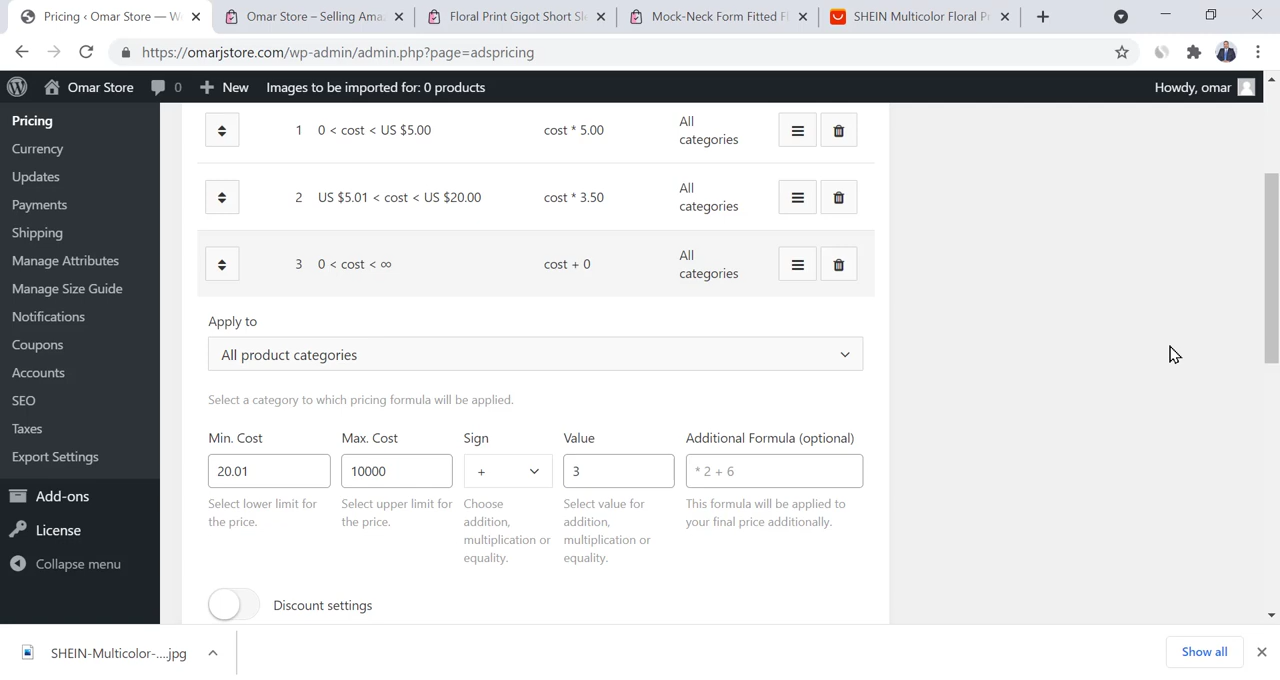 Pricing ‹ Omar Store — W
Omar Store – Selling Ama
Floral Print Gigot Short Sl
Mock-Neck Form Fitted Fl
SHEIN Multicolor Floral Pr
https://omarjstore.com/wp-admin/admin.php?page=adspricing
Omar Store
0
New
Images to be imported for: 0 products
Howdy, omar
Pricing
Currency
Updates
Payments
Shipping
Manage Attributes
Manage Size Guide
Notifications
Coupons
Accounts
SEO
Taxes
Export Settings
Add-ons
License
Collapse menu
1 0 < cost < US $5.00 cost * 5.00 All
categories
2 US $5.01 < cost < US $20.00 cost * 3.50 All
categories
3 0 < cost < ∞ cost + 0 All
categories
Apply to
All product categories
Select a category to which pricing formula will be applied.
Min. Cost
20.01
Select lower limit for
the price.
Max. Cost
10000
Select upper limit for
the price.
Sign
+
Choose
addition,
multiplication or
equality.
Value
3
Select value for
addition,
multiplication or
equality.
Additional Formula (optional)
* 2 + 6
This formula will be applied to
your final price additionally.
Discount settings
SHEIN-Multicolor-....jpg
Show all